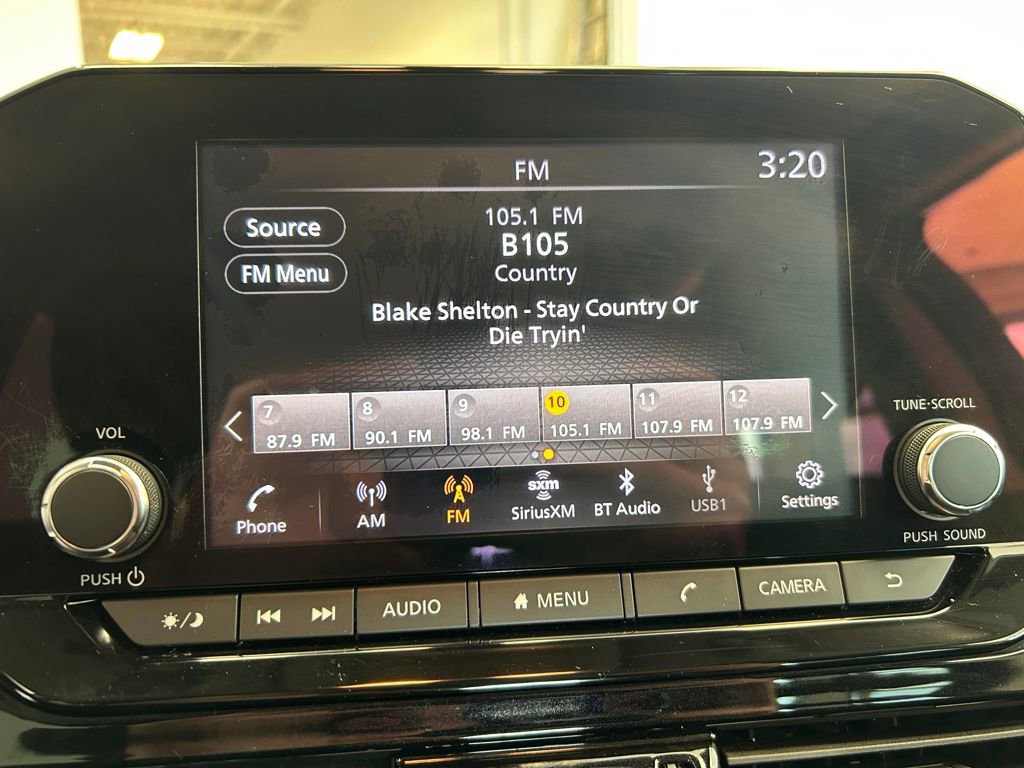 FM
3:20
Source
FM Menu
105.1 FM
B105
Country
Blake Shelton - Stay Country Or
Die Tryin'
7
87.9 FM
8
90.1 FM
9
98.1 FM
10
105.1 FM
11
107.9 FM
12
107.9 FM
Phone
AM
FM
sxm
SiriusXM
BT Audio
USB1
Settings
VOL
PUSH
TUNE·SCROLL
PUSH SOUND
AUDIO
MENU
CAMERA